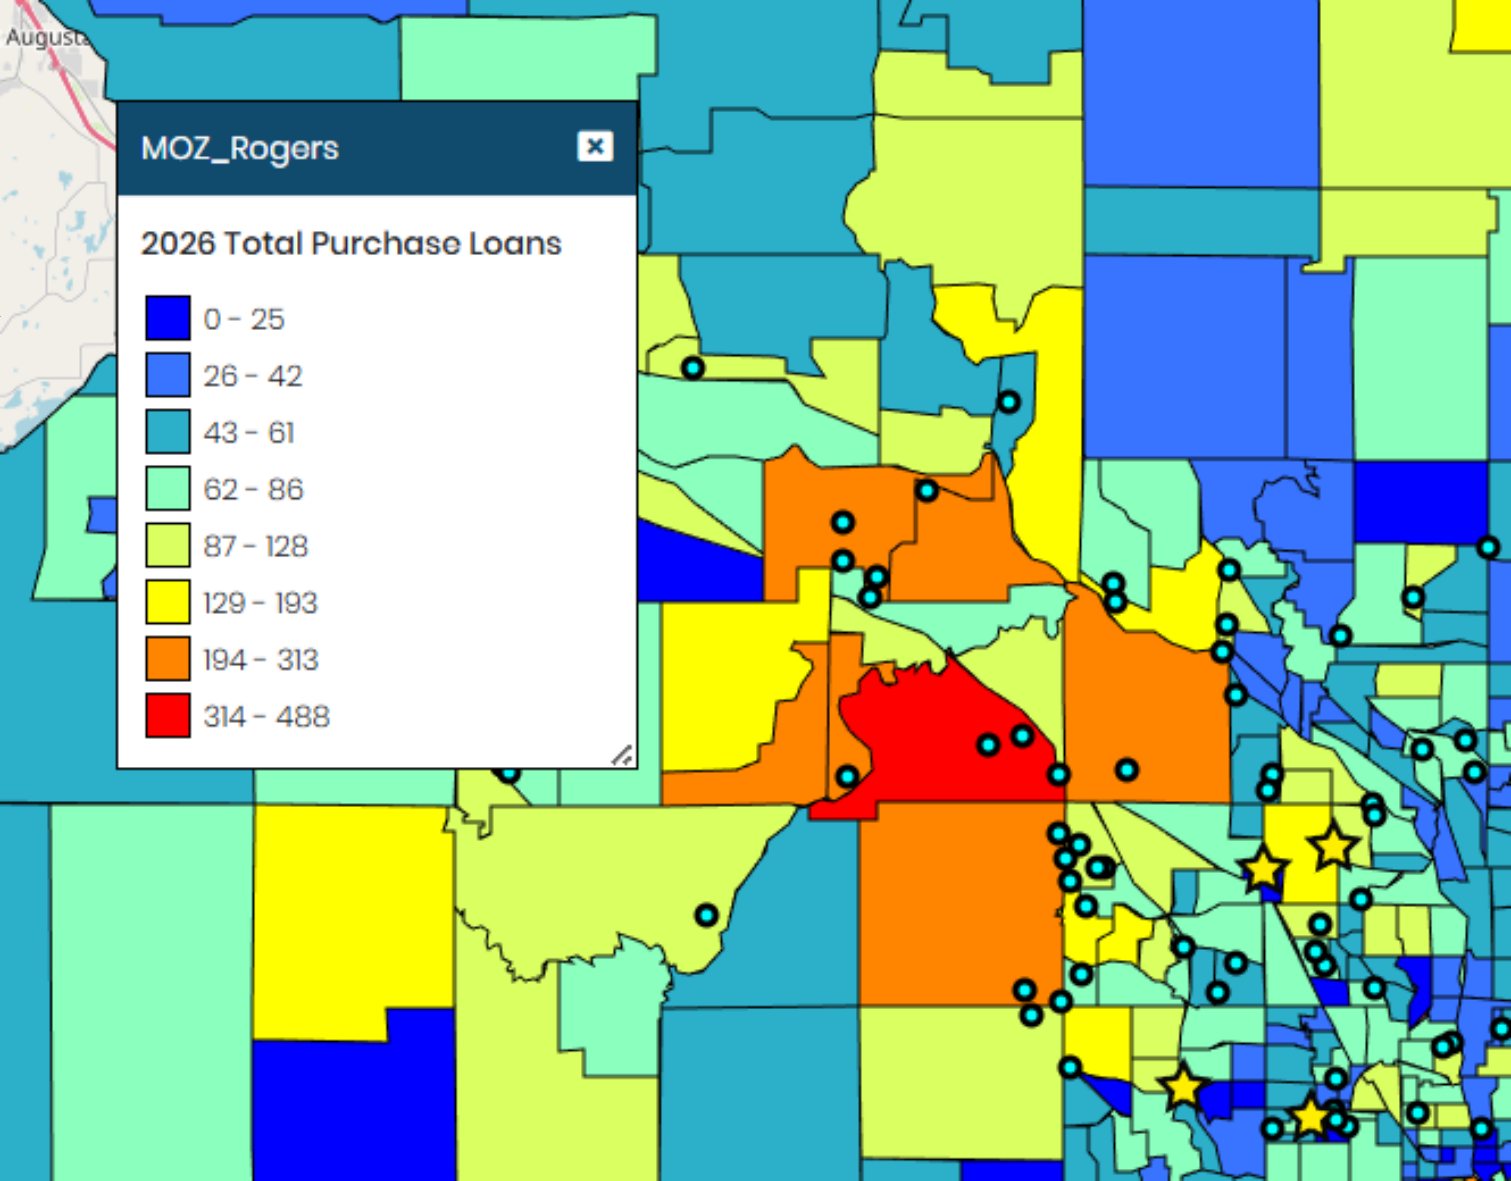 August
MOZ_Rogers
2026 Total Purchase Loans
0 - 25
26 - 42
43 - 61
62 - 86
87 - 128
129 - 193
194 - 313
314 - 488